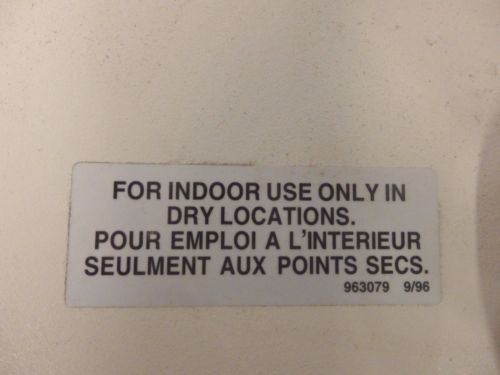 FOR INDOOR USE ONLY IN
DRY LOCATIONS.
POUR EMPLOI A L'INTERIEUR
SEULMENT AUX POINTS SECS.
963079 9/96